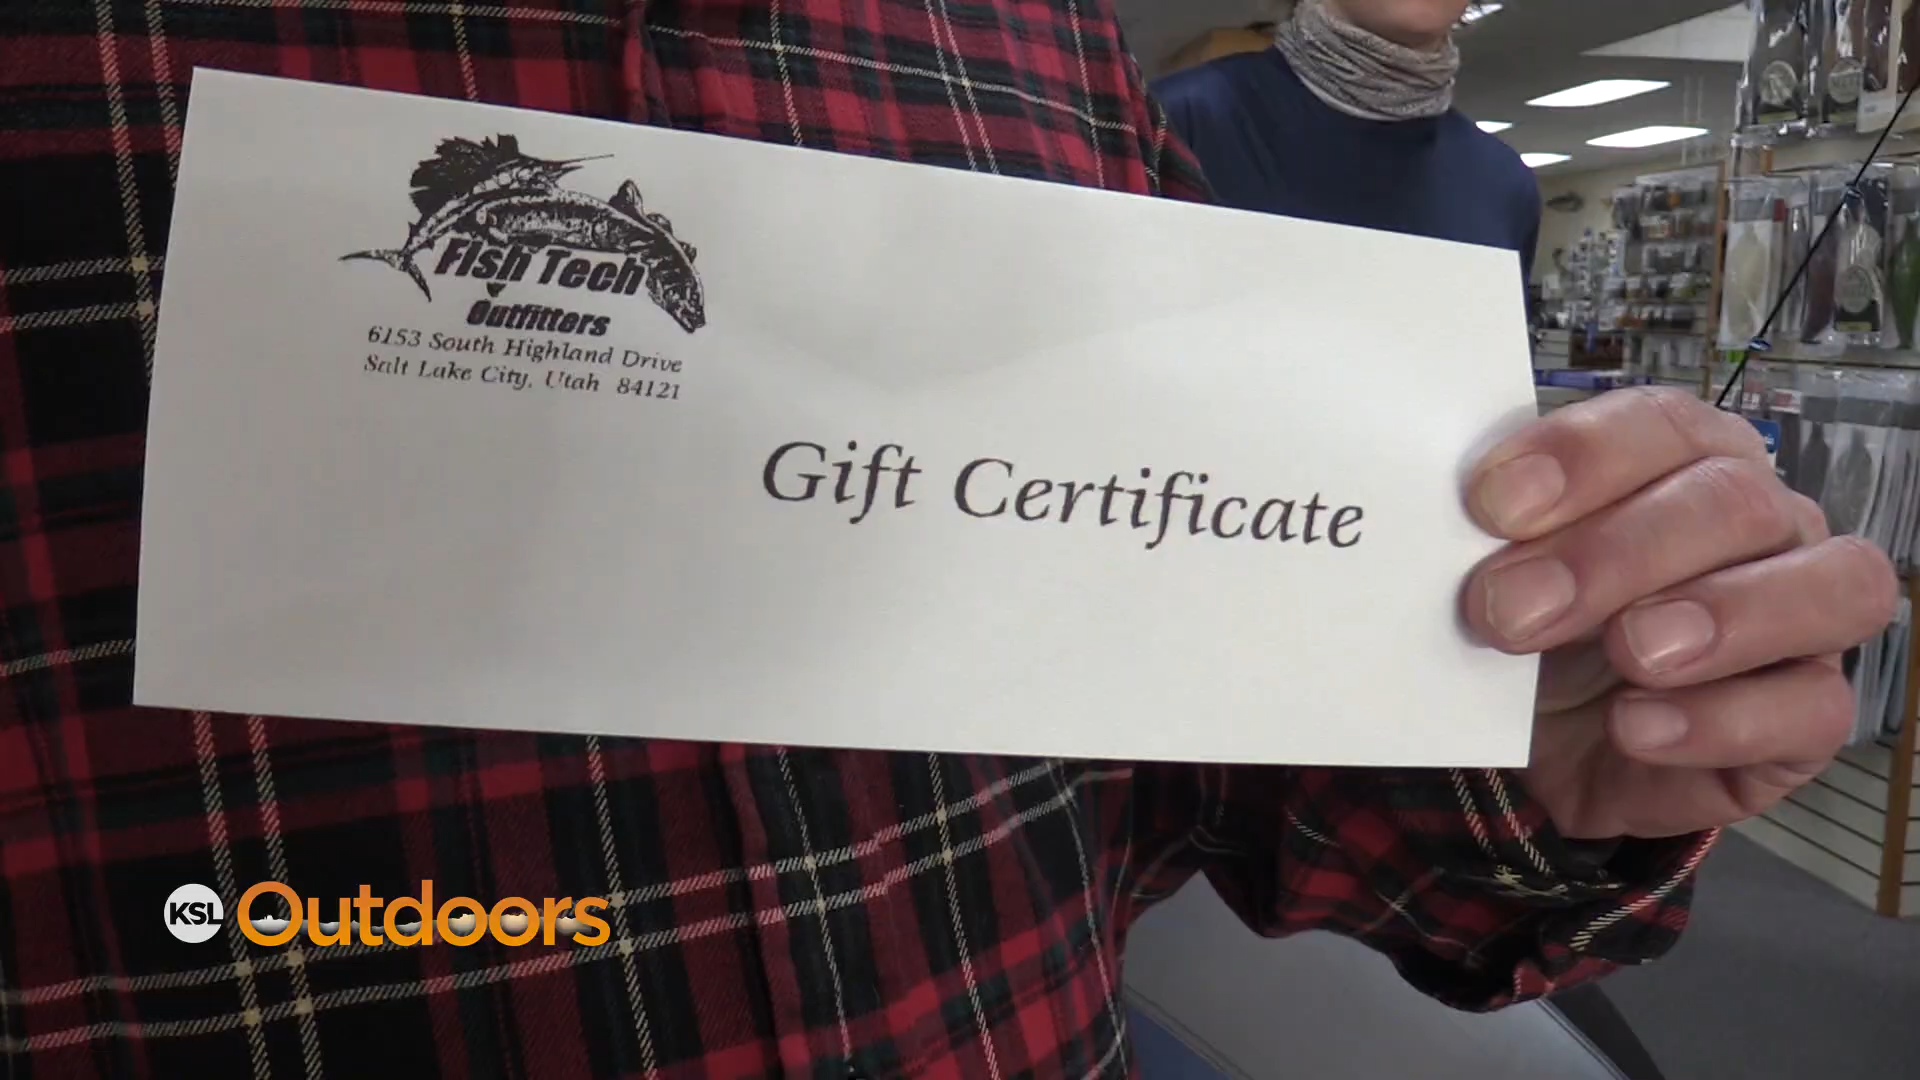 Fish Tech
Outfitters
6153 South Highland Drive
Salt Lake City, Utah 84121
Gift Certificate
KSL Outdoors